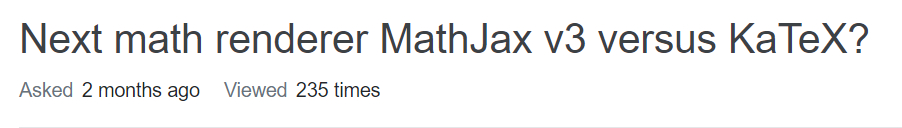 Next math renderer MathJax v3 versus KaTeX?
Asked 2 months ago Viewed 235 times